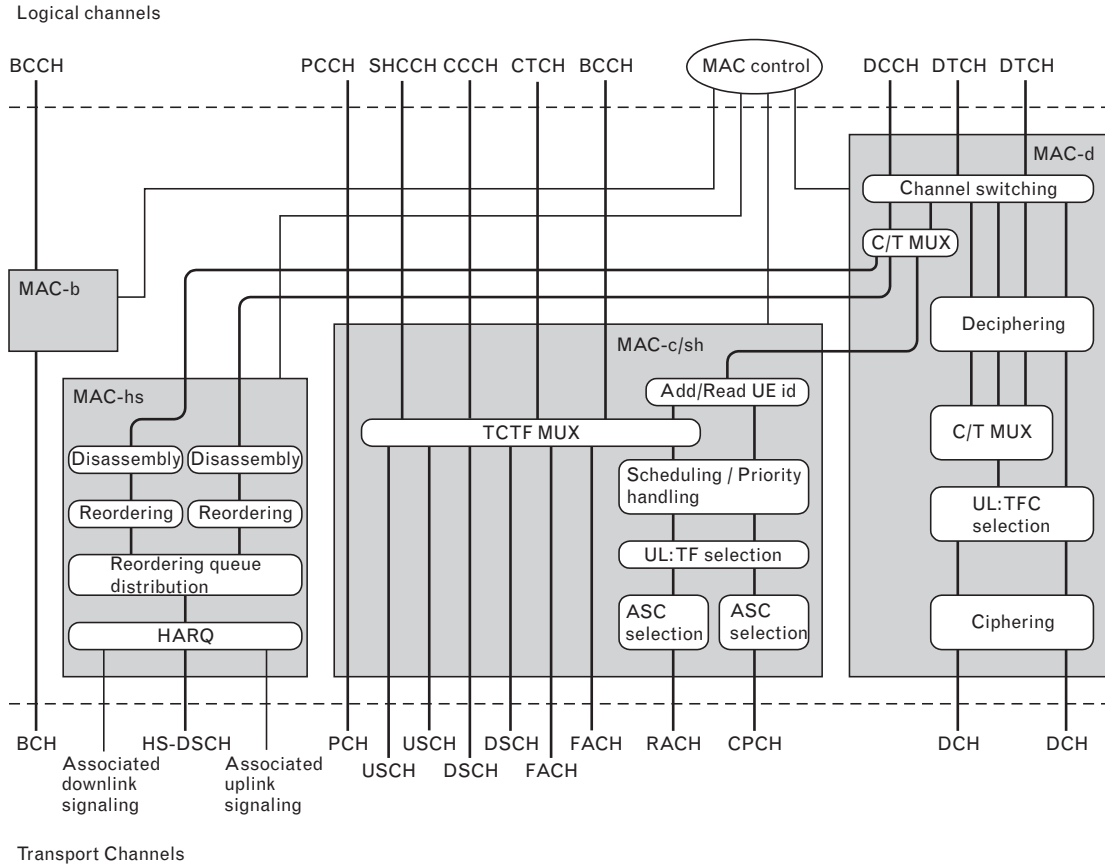 Logical channels
BCCH
PCCH
SHCCH
CCCH
CTCH
BCCH
MAC control
DCCH
DTCH
DTCH
MAC-d
Channel switching
C/T MUX
MAC-b
Deciphering
MAC-c/sh
MAC-hs
Add/Read UE id
TCTF MUX
C/T MUX
Disassembly
Disassembly
Scheduling / Priority
handling
Reordering
Reordering
UL:TFC
selection
Reordering queue
distribution
UL:TF selection
HARQ
ASC
selection
ASC
selection
Ciphering
BCH
HS-DSCH
PCH
USCH
DSCH
FACH
RACH
CPCH
DCH
DCH
Associated
downlink
signaling
Associated
uplink
signaling
USCH
DSCH
FACH
Transport Channels